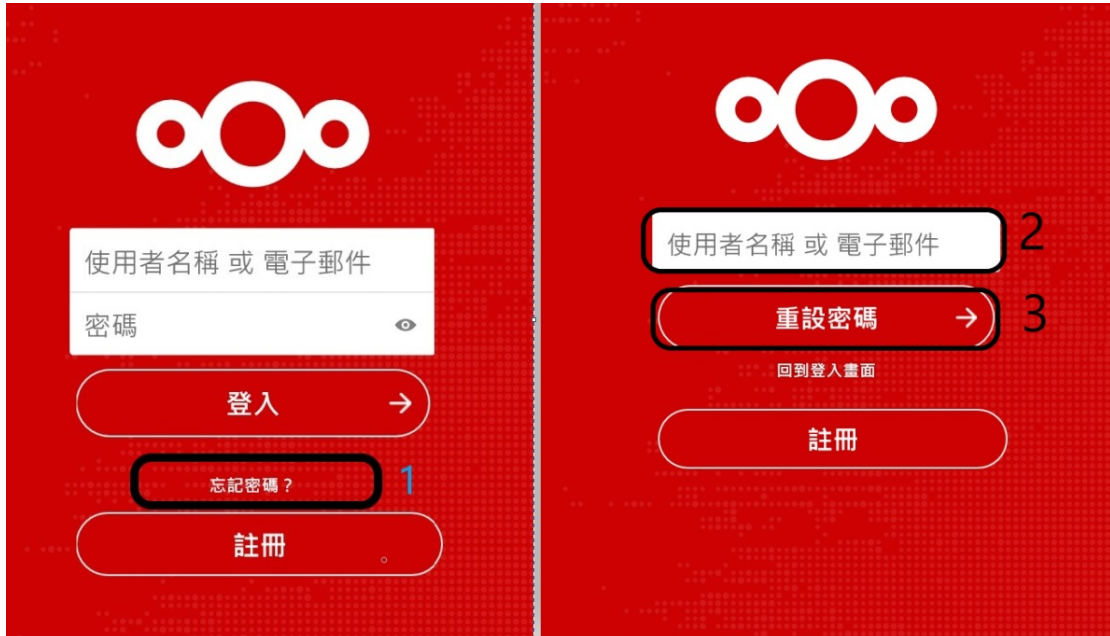 使用者名稱 或 電子郵件
密碼
登入
忘記密碼？
1
註冊
使用者名稱 或 電子郵件
2
重設密碼
3
回到登入畫面
註冊